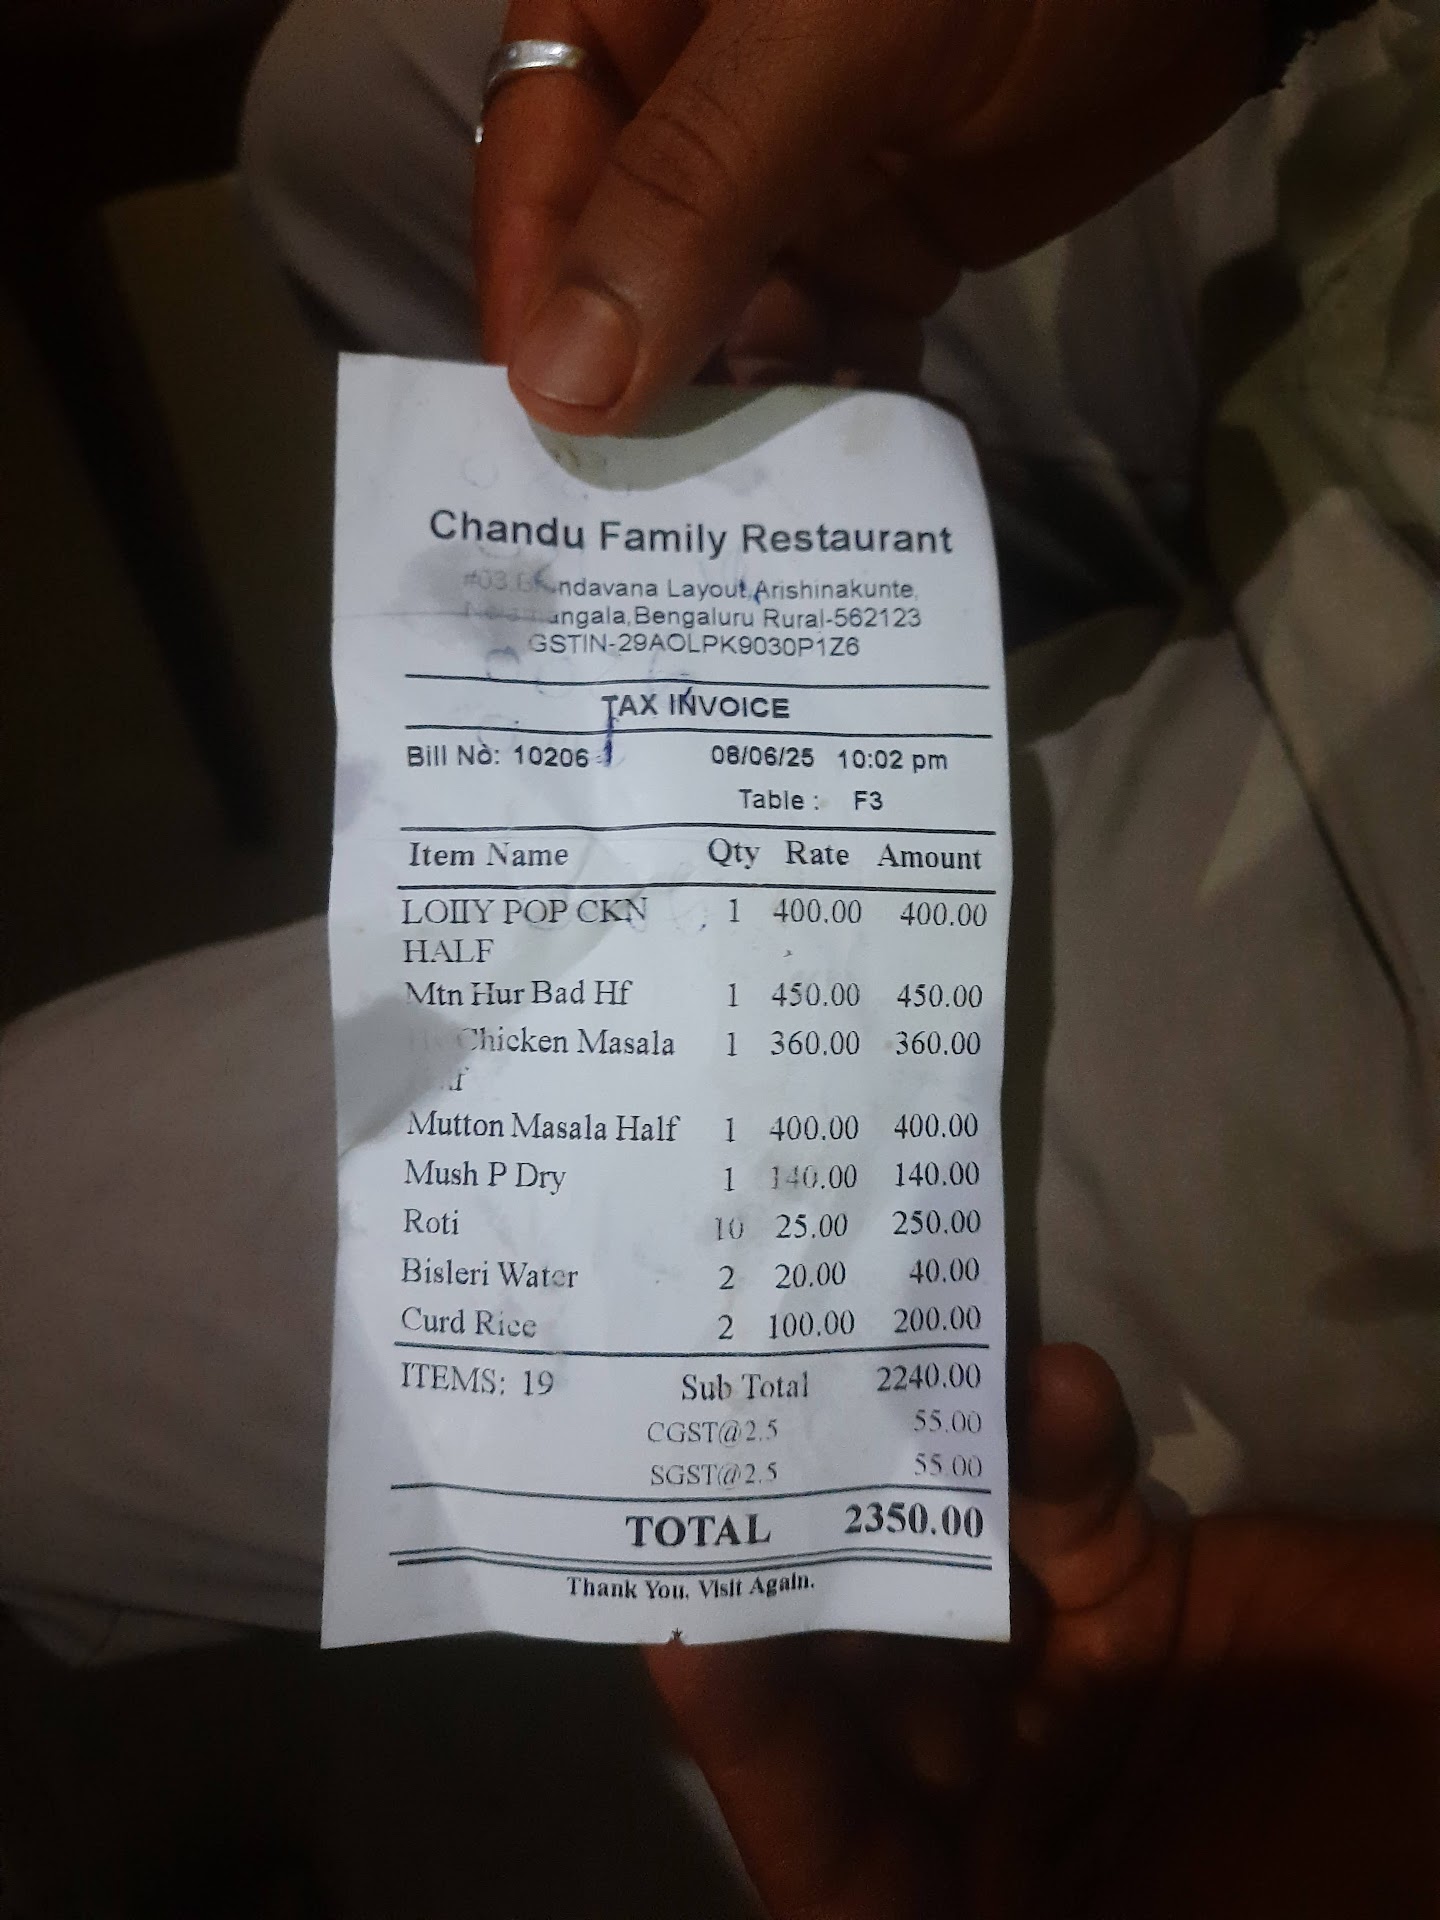 Chandu Family Restaurant
Layout, Arishinakunte,
Bengaluru Rural-562123
GSTIN-29AOLPK9030P1Z6
TAX INVOICE
Bill No: 10206 08/06/25 10:02 pm
Table : F3
Item Name Qty Rate Amount
LOllY POP CKN 1 400.00 400.00
HALF
Mtn Hur Bad Hf 1 450.00 450.00
Chicken Masala 1 360.00 360.00
Mutton Masala Half 1 400.00 400.00
Mush P Dry 1 140.00 140.00
Roti 10 25.00 250.00
Bisleri Water 2 20.00 40.00
Curd Rice 2 100.00 200.00
ITEMS: 19 Sub Total 2240.00
CGST@2.5 55.00
SGST@2.5 55.00
TOTAL 2350.00
Thank You, Visit Again.
*